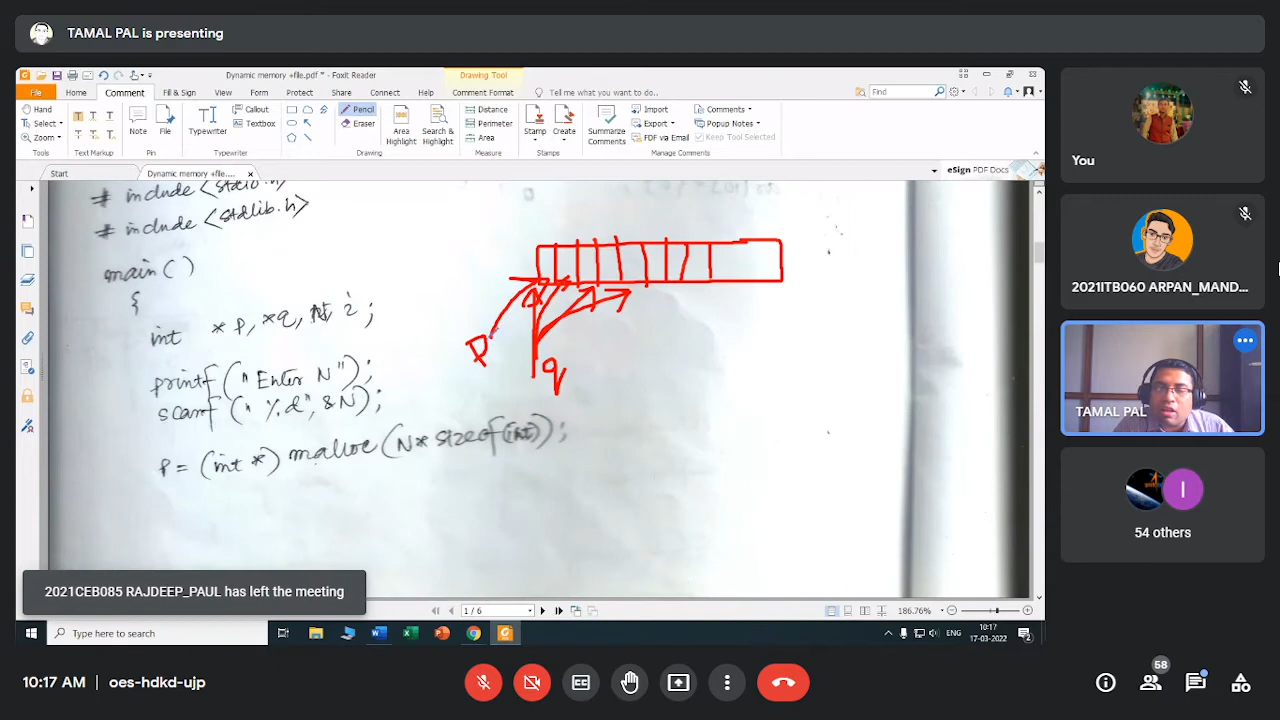 TAMAL PAL is presenting
Dynamic memory +file.pdf * - Foxit Reader
Drawing Tool
File Home Comment Fill & Sign View Form Protect Share Connect Help Comment Format Tell me what you want to do.. Find
Hand
Select
Zoom
Tools
T T T
T T T
Text Markup
Note
File
Pin
Typewriter
Callout
Textbox
Typewriter
Pencil
Eraser
Drawing
Area Highlight
Search & Highlight
Distance
Perimeter
Area
Measure
Stamp
Create
Stamps
Summarize Comments
Import
Export
FDF via Email
Comments
Popup Notes
Keep Tool Selected
Manage Comments
Start
Dynamic memory +file....
eSign PDF Docs
# include <stdio.h>
# include <stdlib.h>
main ( )
{
int *p, *q, N, i ;
printf ("Enter N");
scanf ("%d", &N);
p = (int *) malloc (N* sizeof(int));
P
q
2021CEB085 RAJDEEP_PAUL has left the meeting
1 / 6
186.76%
Type here to search
ENG
10:17
17-03-2022
2
You
2021ITB060 ARPAN_MAND...
TAMAL PAL
I
54 others
10:17 AM | oes-hdkd-ujp
58